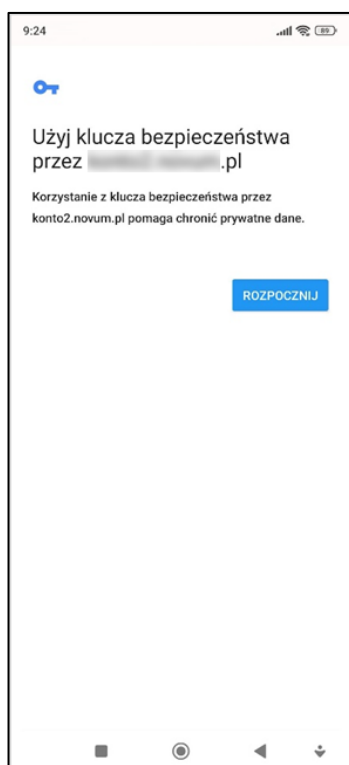 9:24
89
Użyj klucza bezpieczeństwa
przez .pl
Korzystanie z klucza bezpieczeństwa przez
konto2.novum.pl pomaga chronić prywatne dane.
ROZPOCZNIJ